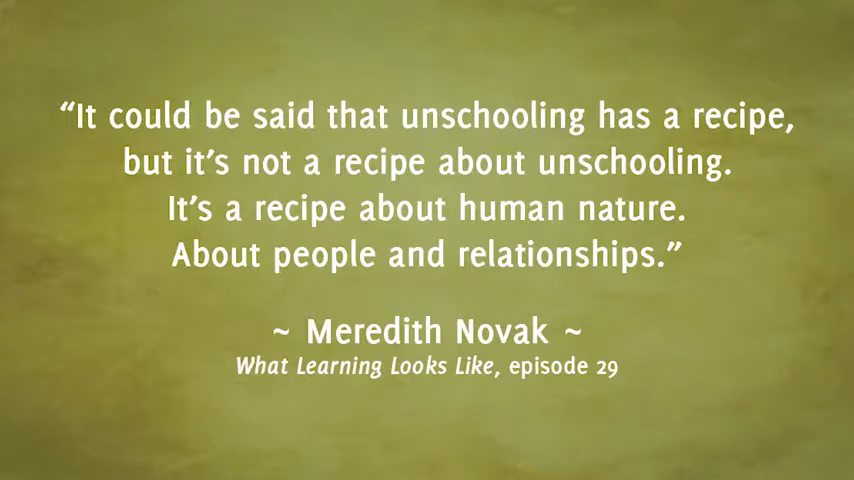 “It could be said that unschooling has a recipe,
but it’s not a recipe about unschooling.
It’s a recipe about human nature.
About people and relationships.”
~ Meredith Novak ~
What Learning Looks Like, episode 29